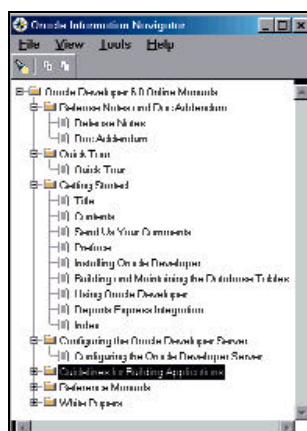 Oracle Information Navigator
File View Tools Help
Oracle Developer 6.0 Online Manuals
Release Notes and Doc Addendum
Release Notes
Doc Addendum
Quick Tour
Quick Tour
Getting Started
Title
Contents
Send Us Your Comments
Preface
Installing Oracle Developer
Building and Maintaining the Database Tables
Using Oracle Developer
Reports Express Integration
Index
Configuring the Oracle Developer Server
Configuring the Oracle Developer Server
Guidelines for Building Applications
Reference Manuals
White Papers